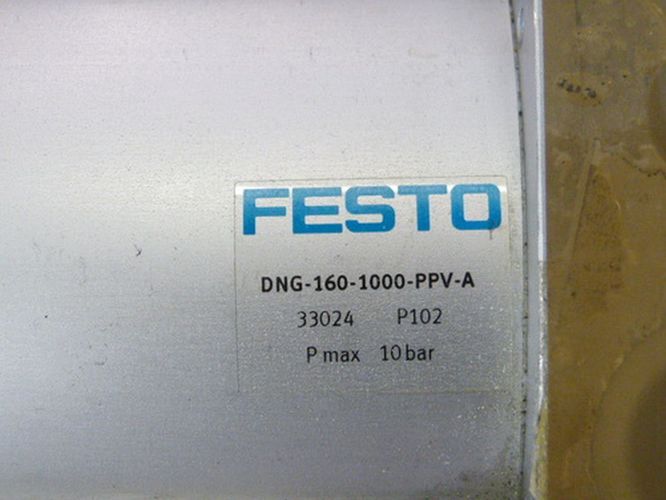 FESTO
DNG-160-1000-PPV-A
33024 P102
P max 10 bar